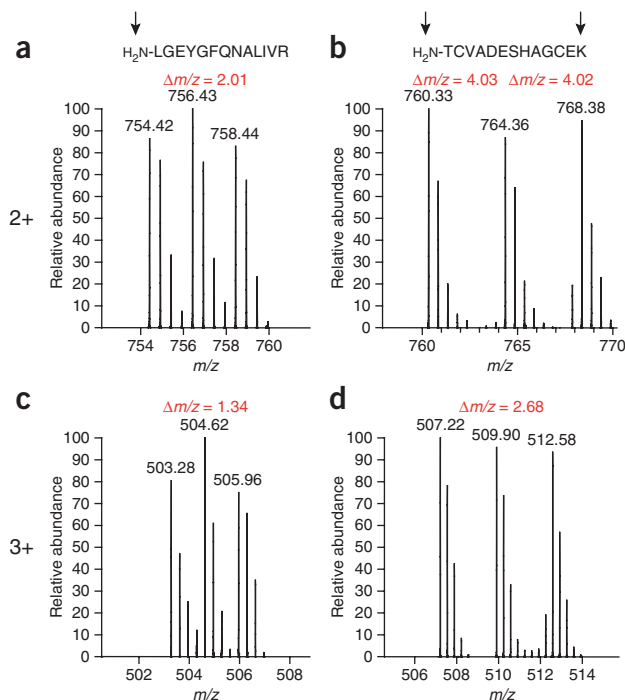 a
H2N-LGEYGFQNALIVR
Δm/z = 2.01
2+
Relative abundance
100
90
80
70
60
50
40
30
20
10
0
754.42
756.43
758.44
754 756 758 760
m/z
b
H2N-TCVADESHAGCEK
Δm/z = 4.03 Δm/z = 4.02
Relative abundance
100
90
80
70
60
50
40
30
20
10
0
760.33
764.36
768.38
760 765 770
m/z
c
Δm/z = 1.34
3+
Relative abundance
100
90
80
70
60
50
40
30
20
10
0
503.28
504.62
505.96
502 504 506 508
m/z
d
Δm/z = 2.68
Relative abundance
100
90
80
70
60
50
40
30
20
10
0
507.22
509.90
512.58
506 508 510 512 514
m/z